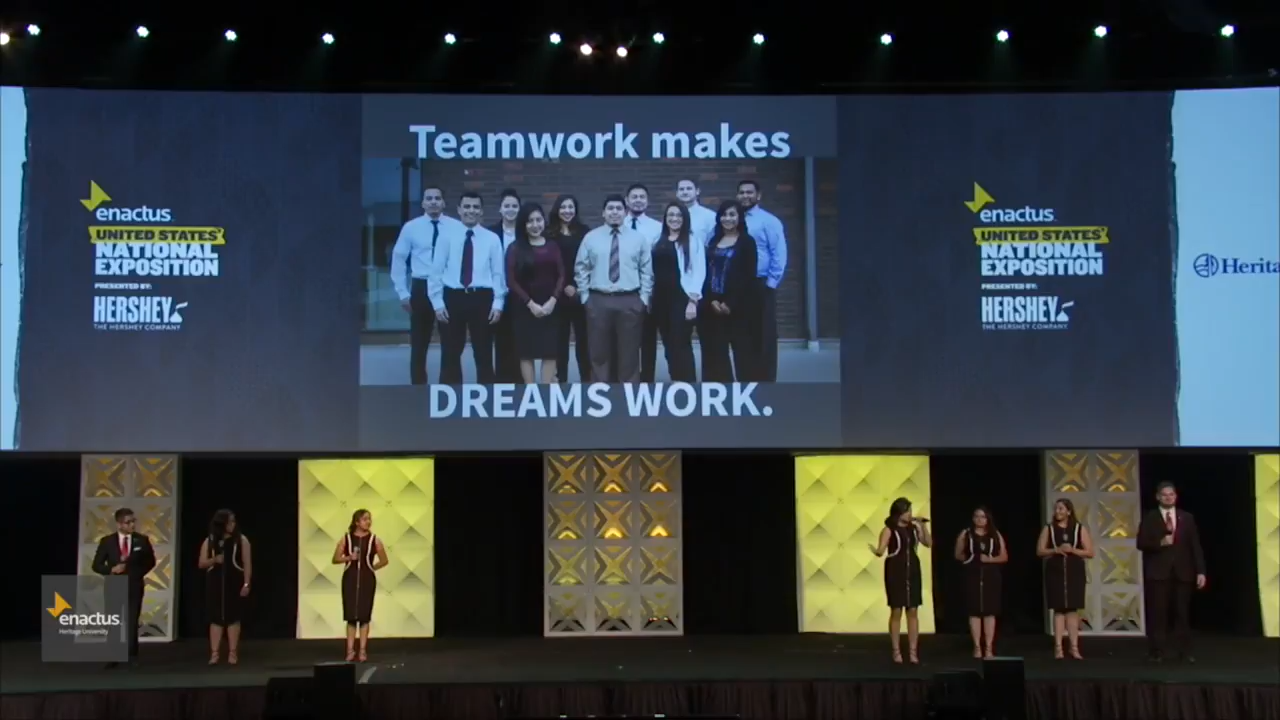 Teamwork makes
DREAMS WORK.
enactus
UNITED STATES'
NATIONAL
EXPOSITION
PRESENTED BY:
HERSHEY
THE HERSHEY COMPANY
enactus
UNITED STATES'
NATIONAL
EXPOSITION
PRESENTED BY:
HERSHEY
THE HERSHEY COMPANY
Herita
enactus
Heritage University